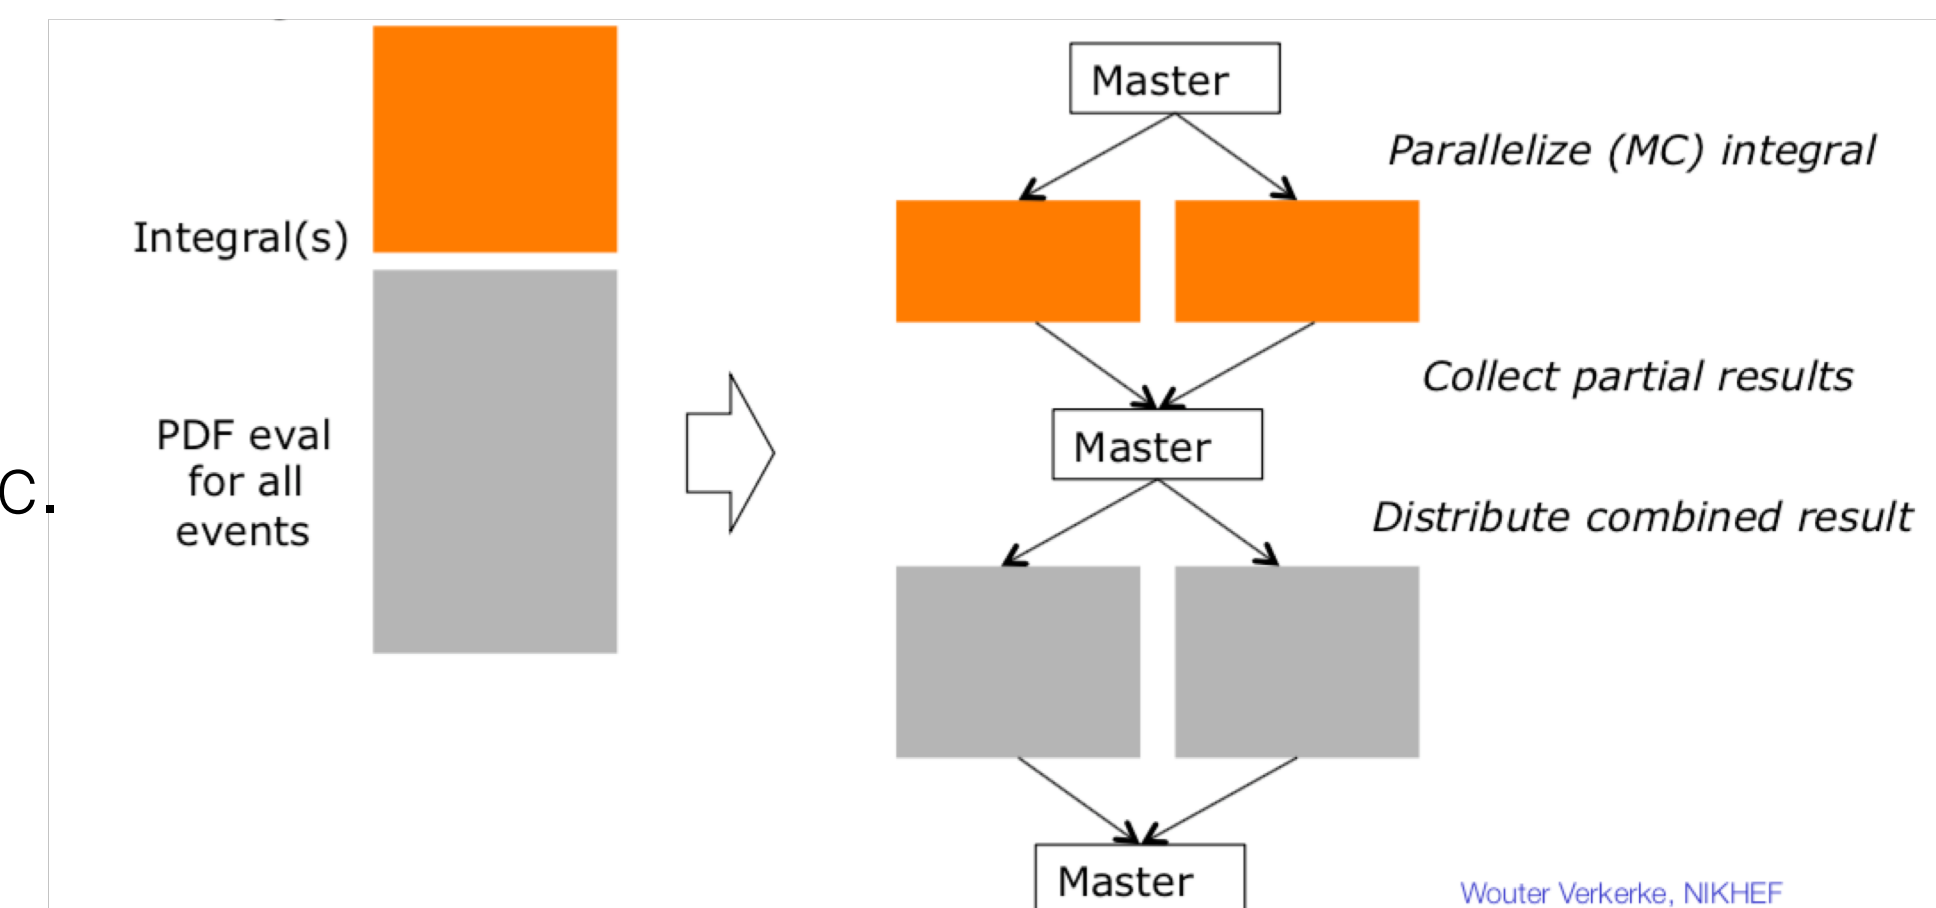 Master
Parallelize (MC) integral
Integral(s)
Collect partial results
PDF eval
for all
events
Master
c.
Distribute combined result
Master
Wouter Verkerke, NIKHEF